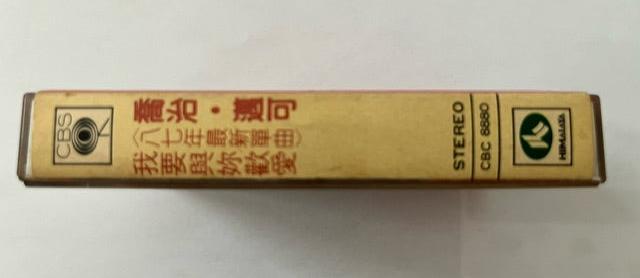 CBS
喬治·邁可
〈八七年最新單曲〉
我要與妳歡愛
STEREO
CBC 8880
HIMALAYA